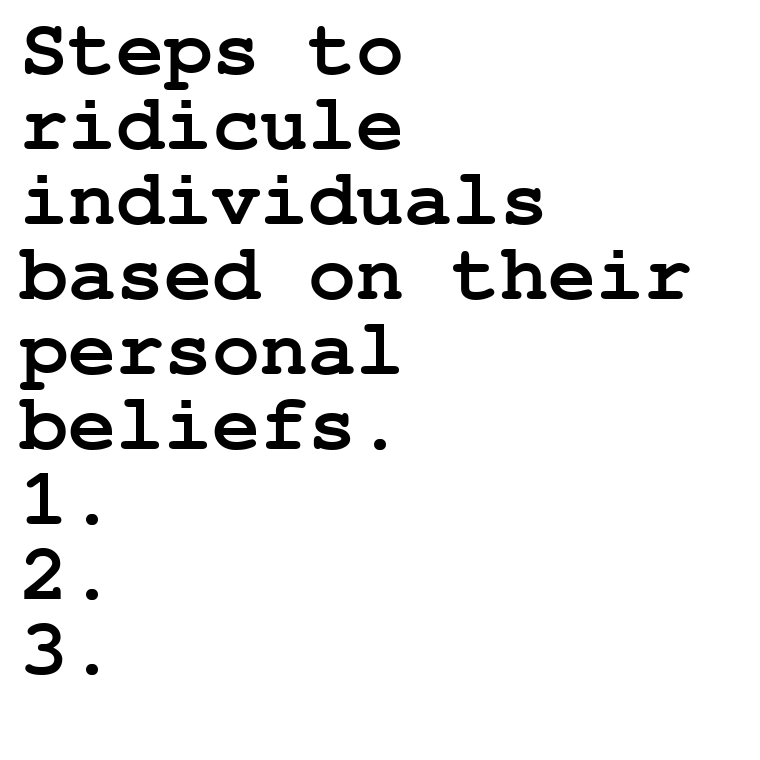 Steps to
ridicule
individuals
based on their
personal
beliefs.
1.
2.
3.